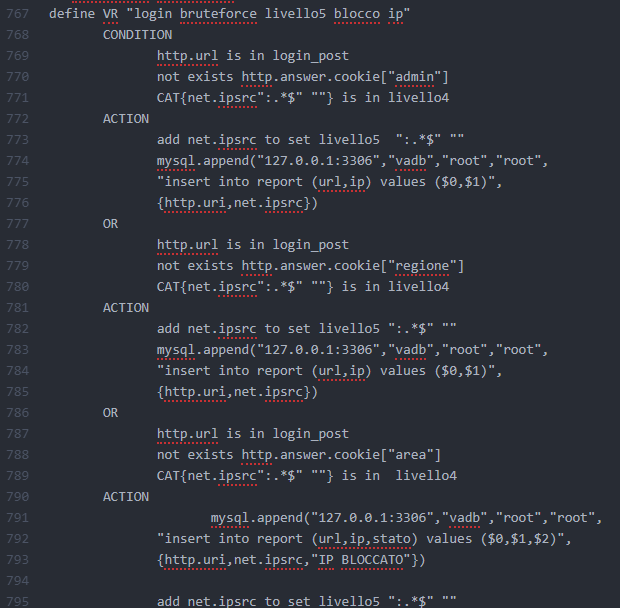 767 define VR "login bruteforce livello5 blocco ip"
768 CONDITION
769 http.url is in login_post
770 not exists http.answer.cookie["admin"]
771 CAT{net.ipsrc":.*$" ""} is in livello4
772 ACTION
773 add net.ipsrc to set livello5  ":.*$" ""
774 mysql.append("127.0.0.1:3306","vadb","root","root",
775 "insert into report (url,ip) values ($0,$1)",
776 {http.uri,net.ipsrc})
777 OR
778 http.url is in login_post
779 not exists http.answer.cookie["regione"]
780 CAT{net.ipsrc":.*$" ""} is in livello4
781 ACTION
782 add net.ipsrc to set livello5 ":.*$" ""
783 mysql.append("127.0.0.1:3306","vadb","root","root",
784 "insert into report (url,ip) values ($0,$1)",
785 {http.uri,net.ipsrc})
786 OR
787 http.url is in login_post
788 not exists http.answer.cookie["area"]
789 CAT{net.ipsrc":.*$" ""} is in  livello4
790 ACTION
791 mysql.append("127.0.0.1:3306","vadb","root","root",
792 "insert into report (url,ip,stato) values ($0,$1,$2)",
793 {http.uri,net.ipsrc,"IP BLOCCATO"})
794
795 add net.ipsrc to set livello5 ":.*$" ""